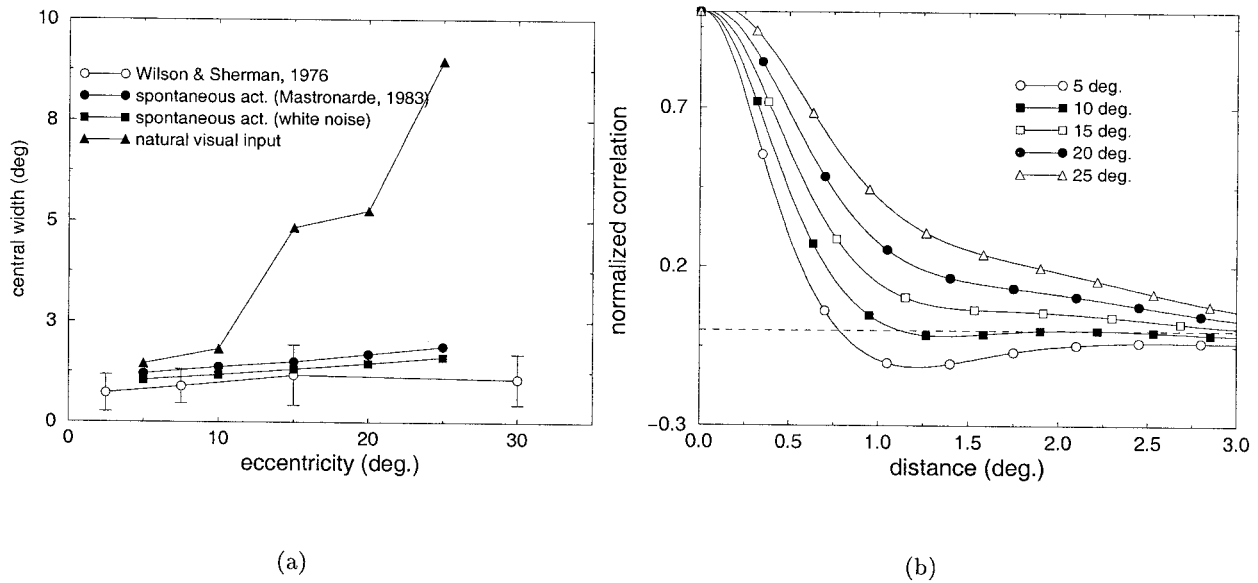 10
8
5
3
0
central width (deg)
Wilson & Sherman, 1976
spontaneous act. (Mastronarde, 1983)
spontaneous act. (white noise)
natural visual input
0
10
20
30
eccentricity (deg.)
(a)
0.7
0.2
−0.3
normalized correlation
5 deg.
10 deg.
15 deg.
20 deg.
25 deg.
0.0
0.5
1.0
1.5
2.0
2.5
3.0
distance (deg.)
(b)